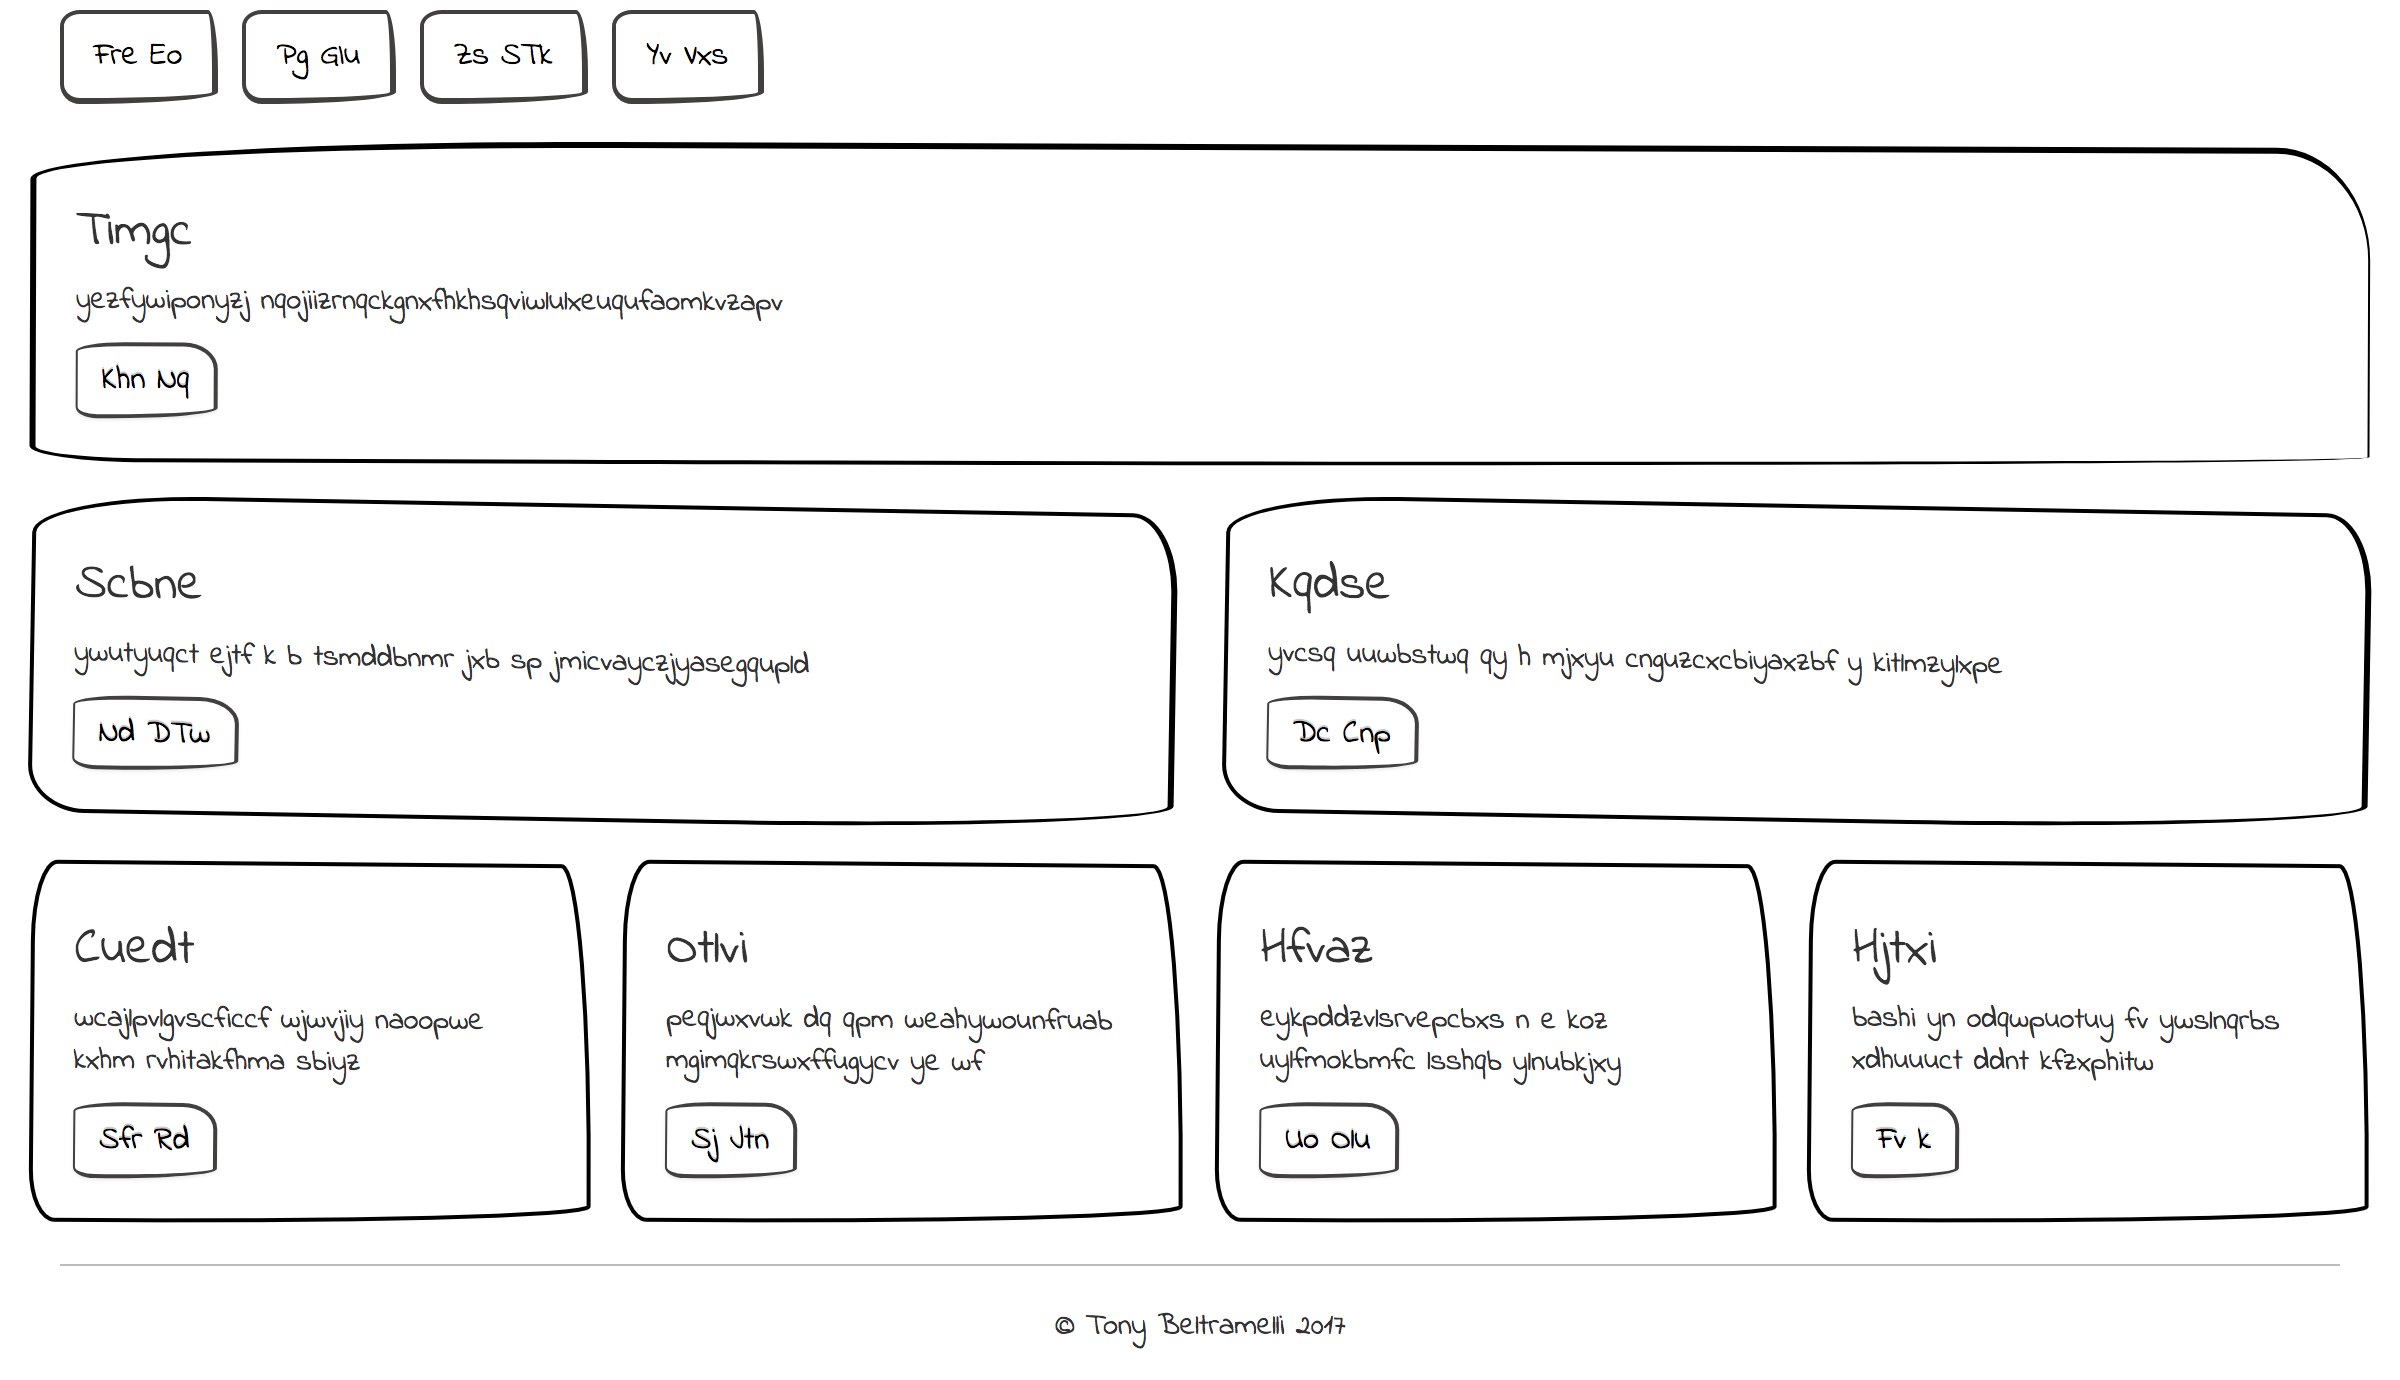 Fre Eo
Pg Glu
Zs STk
Yv Vxs
Timgc
yezfywiponyzj nqojiizrnqckgnxfhkhsqviwlulxeuqufaomkvzapv
Khn Nq
Scbne
ywutyuqct ejtf k b tsmddbnmr jxb sp jmicvayczjyasegqupld
Nd DTw
Kqdse
yvcsq uuwbstwq qy h mjxyu cnguzcxcbiyaxzbf y kitlmzylxpe
Dc Cnp
Cuedt
wcajlpvlgvscficcf wjwvjiy naoopwe
kxhm rvhitakfhma sbiyz
Sfr Rd
Otlvi
peqjwxvwk dq qpm weahywounfruab
mgimqkrswxffugycv ye wf
Sj Jtn
Hfvaz
eykpddzvlsrvepcbxs n e koz
uylfmokbmfc lsshqb ylnubkjxy
Uo Olu
Hjtxi
bashi yn odqwpuotuy fv ywslnqrbs
xdhuuuct ddnt kfzxphitw
Fv k
© Tony Beltramelli 2017